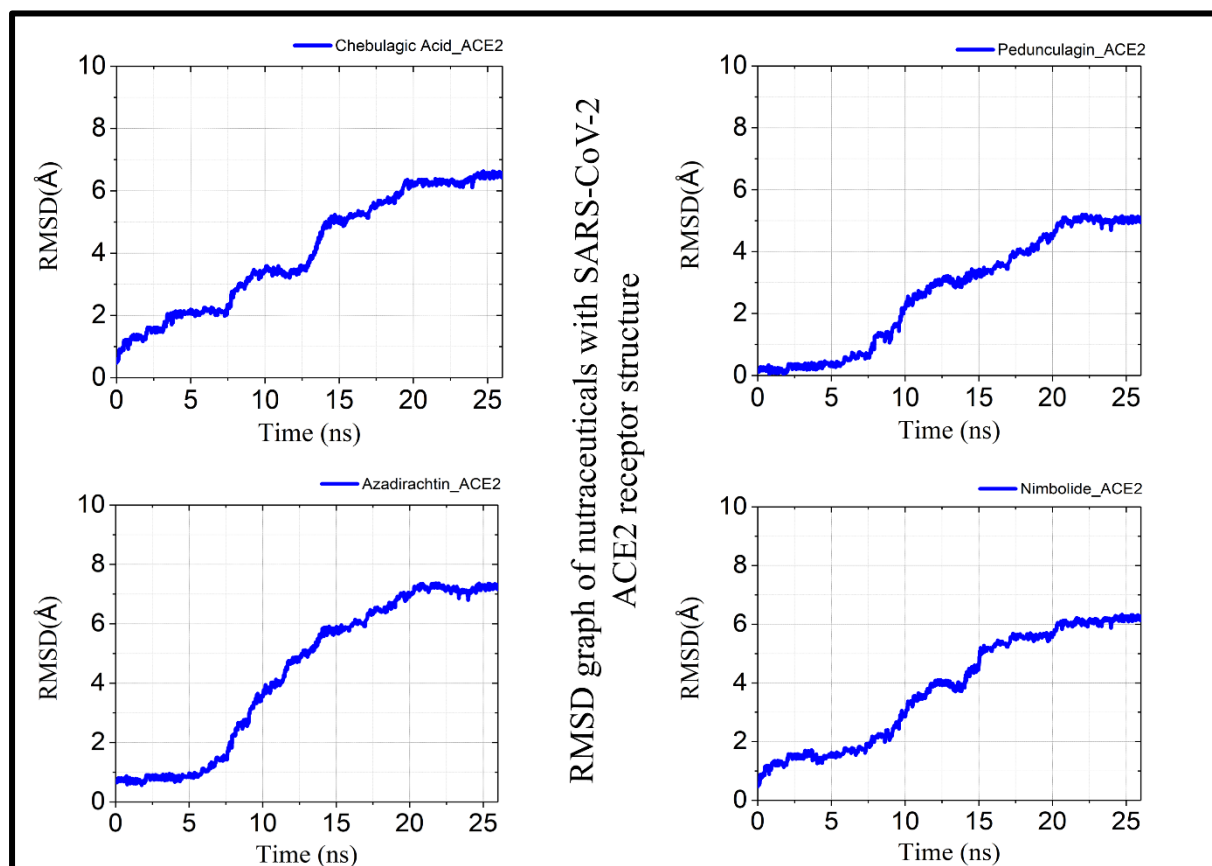 Chebulagic Acid_ACE2
10
8
6
4
2
0
RMSD(Å)
0 5 10 15 20 25
Time (ns)
Pedunculagin_ACE2
10
8
6
4
2
0
RMSD(Å)
0 5 10 15 20 25
Time (ns)
RMSD graph of nutraceuticals with SARS-CoV-2
ACE2 receptor structure
Azadirachtin_ACE2
10
8
6
4
2
0
RMSD(Å)
0 5 10 15 20 25
Time (ns)
Nimbolide_ACE2
10
8
6
4
2
0
RMSD(Å)
0 5 10 15 20 25
Time (ns)